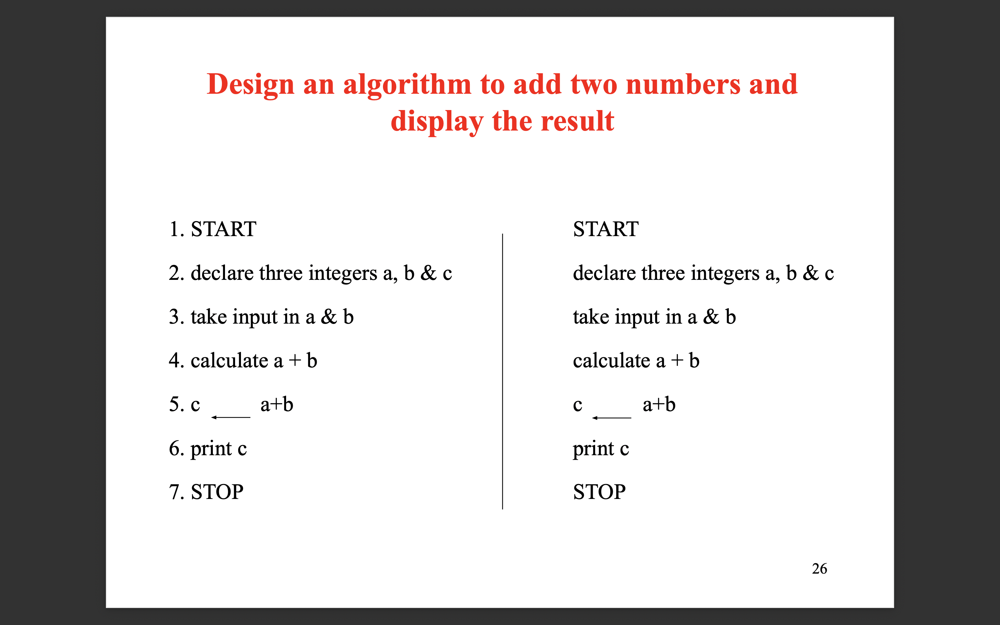 Design an algorithm to add two numbers and
display the result
1. START
2. declare three integers a, b & c
3. take input in a & b
4. calculate a + b
5. c ← a+b
6. print c
7. STOP
START
declare three integers a, b & c
take input in a & b
calculate a + b
c ← a+b
print c
STOP
26